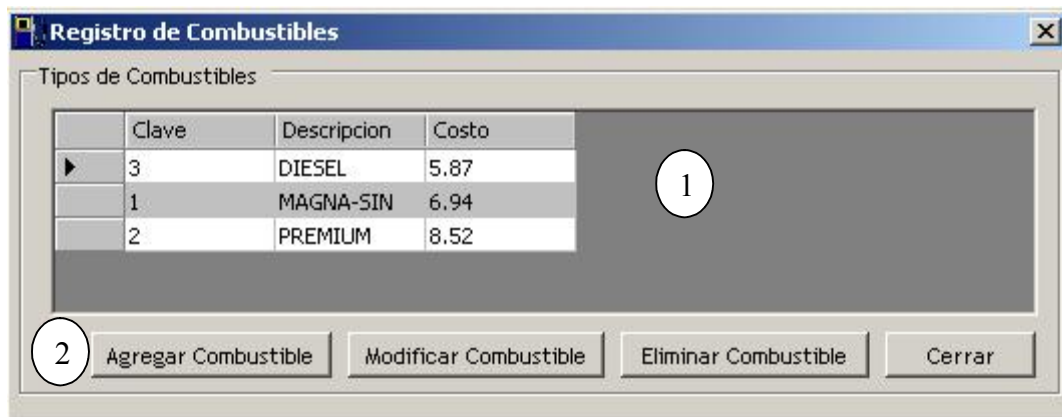 Registro de Combustibles
Tipos de Combustibles
Clave Descripcion Costo
3 DIESEL 5.87
1 MAGNA-SIN 6.94
2 PREMIUM 8.52
1
2
Agregar Combustible Modificar Combustible Eliminar Combustible Cerrar